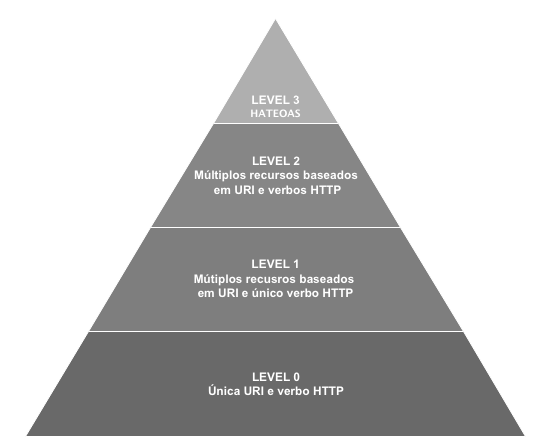 LEVEL 3
HATEOAS
LEVEL 2
Múltiplos recursos baseados
em URI e verbos HTTP
LEVEL 1
Mútiplos recusros baseados
em URI e único verbo HTTP
LEVEL 0
Única URI e verbo HTTP